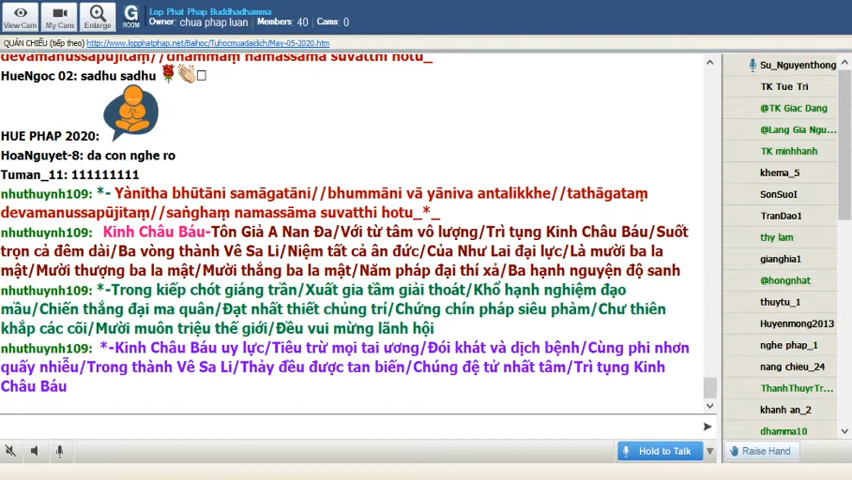 View Cam
My Cams
Enlarge
G
ROOM
Lop Phat Phap Buddhadhamma
Owner: chua phap luan Members: 40 Cams: 0
QUÁN CHIẾU (tiếp theo) http://www.lopphatphap.net/Baihoc/Tuhocmuadaidich/May-05-2020.htm
devamanussapūjitaṃ//dhammaṃ namassāma suvatthi hotu_
HueNgoc 02: sadhu sadhu
HUE PHAP 2020:
HoaNguyet-8: da con nghe ro
Tuman_11: 111111111
nhuthuynh109: *- Yànītha bhūtāni samāgatāni//bhummāni vā yāniva antalikkhe//tathāgataṃ
devamanussapūjitaṃ//saṅghaṃ namassāma suvatthi hotu_*_
Kinh Châu Báu-Tôn Giả A Nan Đa/Với từ tâm vô lượng/Trì tụng Kinh Châu Báu/Suốt
nhuthuynh109:
trọn cả đêm dài/Ba vòng thành Vê Sa Li/Niệm tất cả ân đức/Của Như Lai đại lực/Là mười ba la
mật/Mười thượng ba la mật/Mười thắng ba la mật/Năm pháp đại thí xả/Ba hạnh nguyện độ sanh
nhuthuynh109: *-Trong kiếp chót giáng trần/Xuất gia tầm giải thoát/Khổ hạnh nghiệm đạo
mầu/Chiến thắng đại ma quân/Đạt nhất thiết chủng trí/Chứng chín pháp siêu phàm/Chư thiên
khắp các cõi/Mười muôn triệu thế giới/Đều vui mừng lãnh hội
nhuthuynh109: *-Kinh Châu Báu uy lực/Tiêu trừ mọi tai ương/Đói khát và dịch bệnh/Cùng phi nhơn
quấy nhiễu/Trong thành Vê Sa Li/Thảy đều được tan biến/Chúng đệ tử nhất tâm/Trì tụng Kinh
Châu Báu
Su_Nguyenthong
TK Tue Tri
@TK Giac Dang
@Lang Gia Ngu...
TK minhhanh
khema_5
SonSuoI
TranDao1
thy lam
gianghia1
@hongnhat
thuytu_1
Huyenmong2013
nghe phap_1
nang chieu_24
ThanhThuyrTr...
khanh an_2
dhamma10
Hold to Talk
Raise Hand